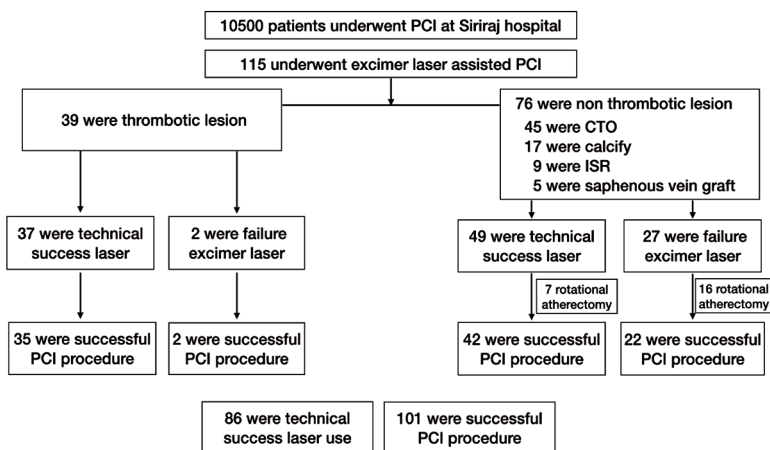 10500 patients underwent PCI at Siriraj hospital
115 underwent excimer laser assisted PCI
39 were thrombotic lesion
76 were non thrombotic lesion
45 were CTO
17 were calcify
9 were ISR
5 were saphenous vein graft
37 were technical
success laser
2 were failure
excimer laser
49 were technical
success laser
27 were failure
excimer laser
7 rotational
atherectomy
16 rotational
atherectomy
35 were successful
PCI procedure
2 were successful
PCI procedure
42 were successful
PCI procedure
22 were successful
PCI procedure
86 were technical
success laser use
101 were successful
PCI procedure